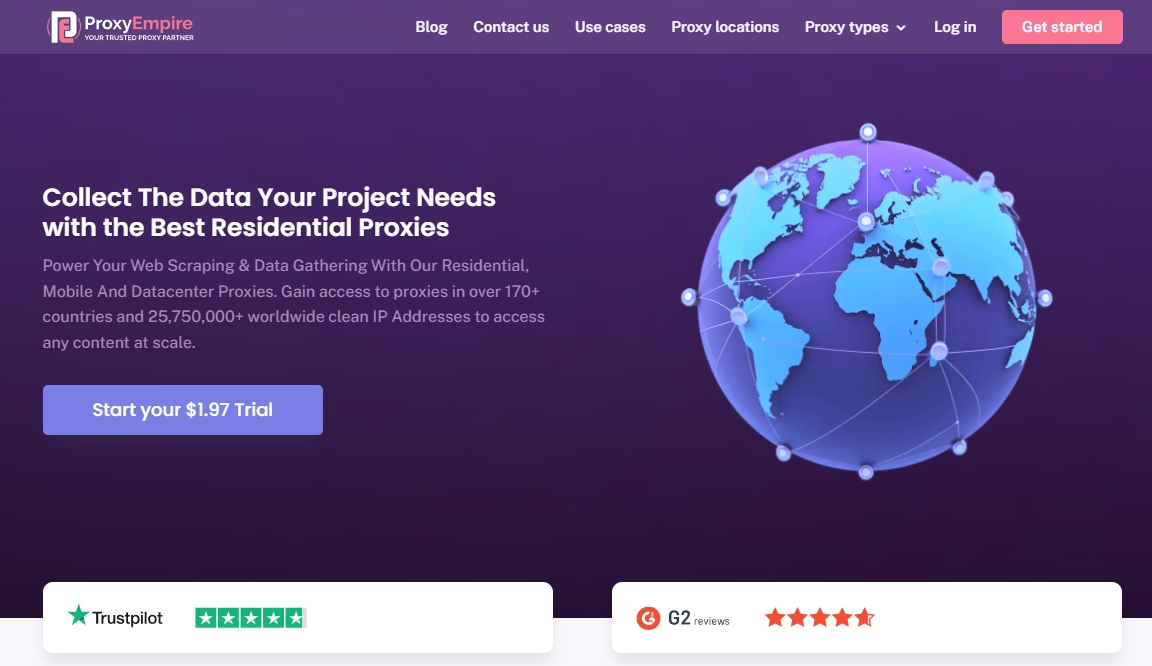 ProxyEmpire
YOUR TRUSTED PROXY PARTNER
Blog
Contact us
Use cases
Proxy locations
Proxy types
Log in
Get started
Collect The Data Your Project Needs
with the Best Residential Proxies
Power Your Web Scraping & Data Gathering With Our Residential,
Mobile And Datacenter Proxies. Gain access to proxies in over 170+
countries and 25,750,000+ worldwide clean IP Addresses to access
any content at scale.
Start your $1.97 Trial
Trustpilot
G2 reviews